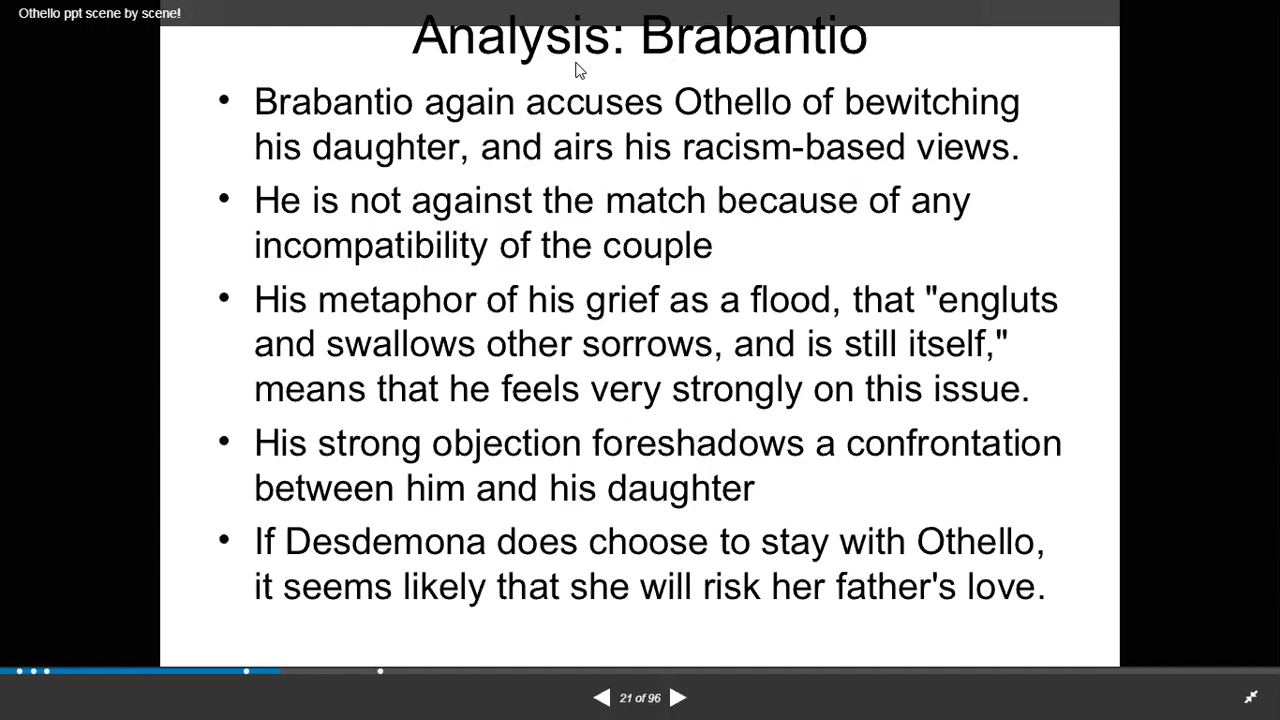 Othello ppt scene by scene!
Analysis: Brabantio
• Brabantio again accuses Othello of bewitching
his daughter, and airs his racism-based views.
• He is not against the match because of any
incompatibility of the couple
• His metaphor of his grief as a flood, that "engluts
and swallows other sorrows, and is still itself,"
means that he feels very strongly on this issue.
• His strong objection foreshadows a confrontation
between him and his daughter
• If Desdemona does choose to stay with Othello,
it seems likely that she will risk her father's love.
21 of 96